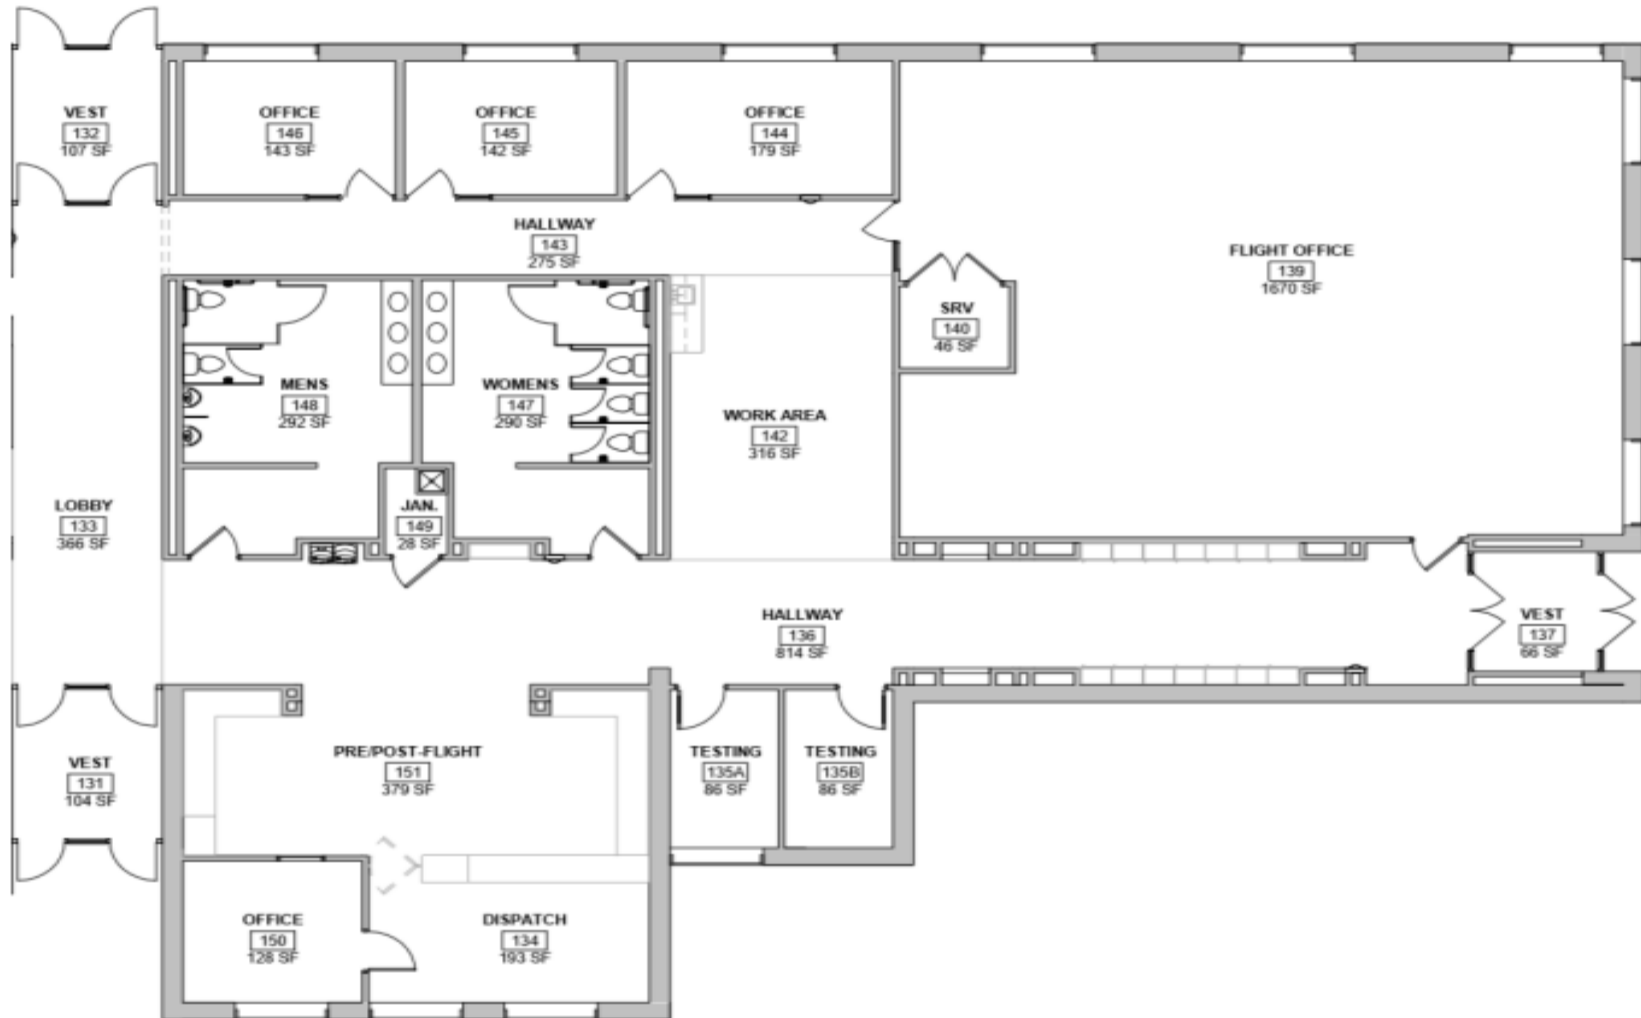 VEST
132
107 SF
OFFICE
146
143 SF
OFFICE
145
142 SF
OFFICE
144
179 SF
HALLWAY
143
275 SF
FLIGHT OFFICE
139
1670 SF
SRV
140
46 SF
MENS
148
292 SF
WOMENS
147
290 SF
WORK AREA
142
316 SF
LOBBY
133
366 SF
JAN.
149
28 SF
HALLWAY
136
814 SF
VEST
137
66 SF
VEST
131
104 SF
PRE/POST-FLIGHT
151
379 SF
TESTING
135A
86 SF
TESTING
135B
86 SF
OFFICE
150
128 SF
DISPATCH
134
193 SF